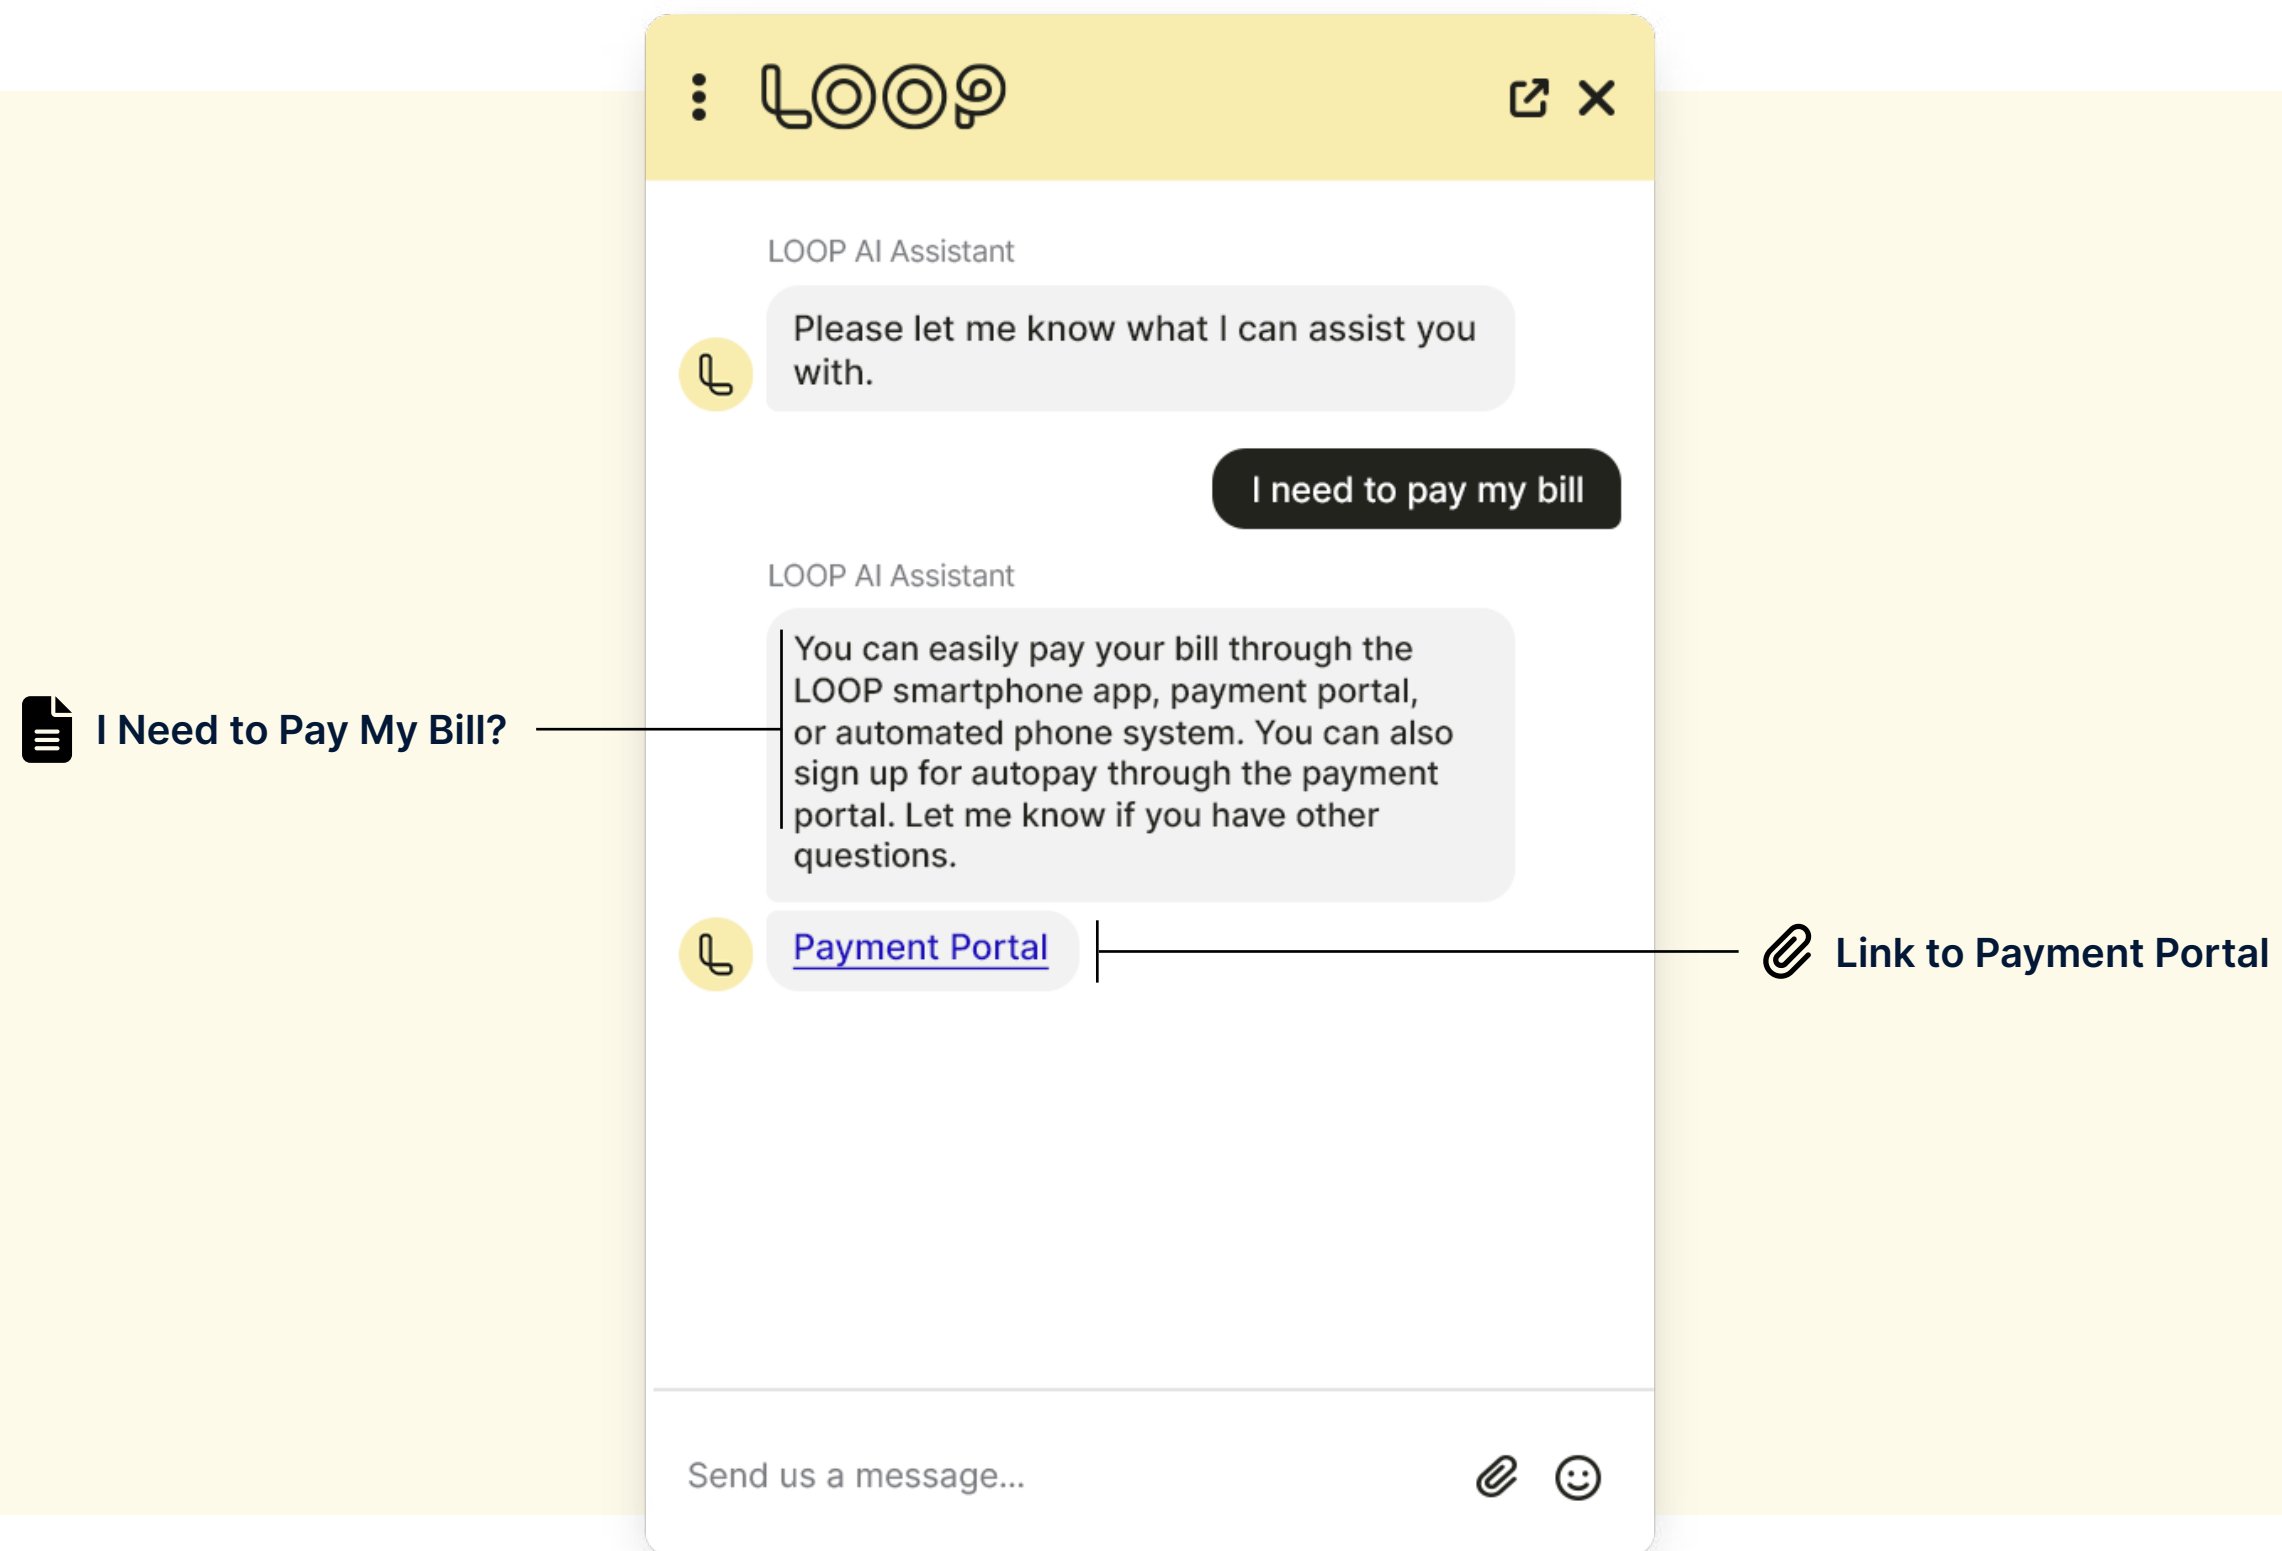 LOOP
LOOP AI Assistant
Please let me know what I can assist you
with.
I need to pay my bill
LOOP AI Assistant
You can easily pay your bill through the
LOOP smartphone app, payment portal,
or automated phone system. You can also
sign up for autopay through the payment
portal. Let me know if you have other
questions.
I Need to Pay My Bill?
L
L
Payment Portal
Link to Payment Portal
Send us a message...